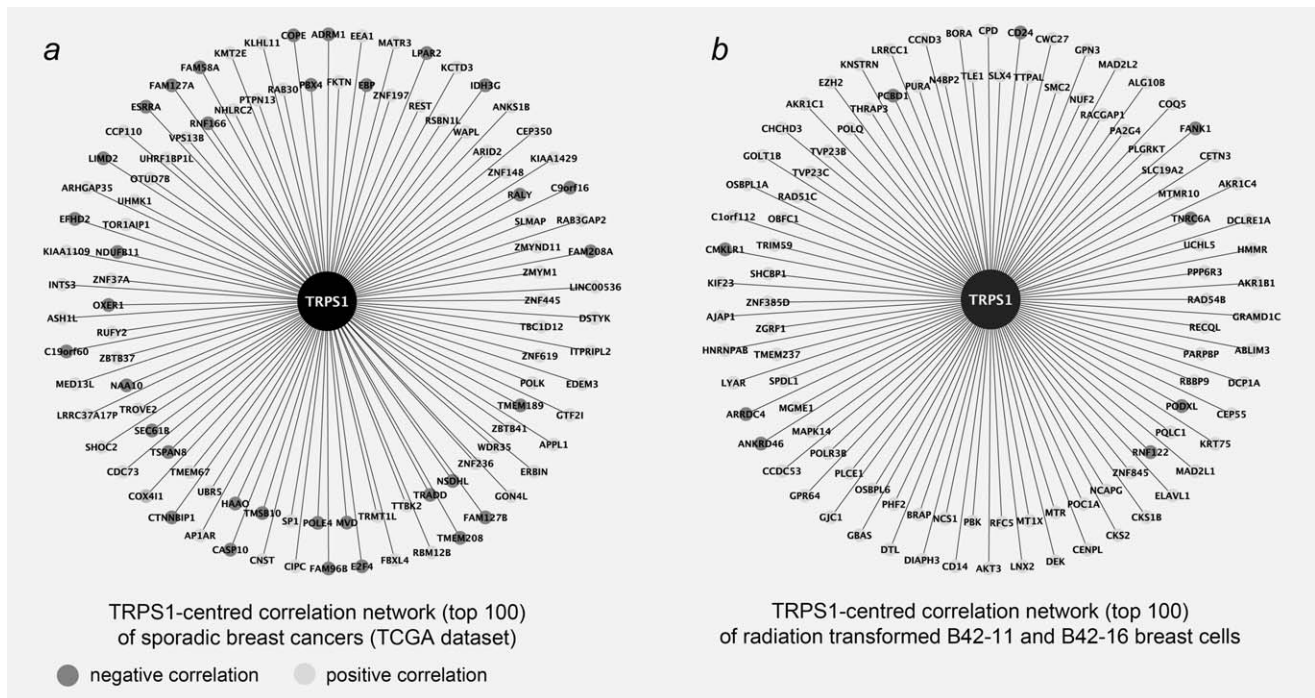 a
COPE
ADRM1
EEA1
MATR3
KLHL11
LPAR2
KMT2E
KCTD3
FAM58A
IDH3G
FAM127A
ANKS1B
ESRRA
CEP350
CCP110
KIAA1429
LIMD2
C9orf16
ARHGAP35
RAB3GAP2
EFHD2
FAM208A
KIAA1109
LINC00536
INTS3
DSTYK
ASH1L
ITPRIPL2
C19orf60
EDEM3
MED13L
GTF2I
LRRC37A17P
APPL1
SHOC2
ERBIN
CDC73
GON4L
COX4I1
FAM127B
CTNNBIP1
TMEM208
AP1AR
RBM12B
CASP10
FBXL4
CNST
E2F4
CIPC
FAM96B
RAB30
PBX4
FKTN
EBP
ZNF197
PTPN13
REST
NHLRC2
RSBN1L
RNF166
WAPL
VPS13B
ARID2
UHRF1BP1L
ZNF148
OTUD7B
RALY
UHMK1
SLMAP
TOR1AIP1
ZMYND11
NDUFB11
ZMYM1
ZNF37A
ZNF445
OXER1
TBC1D12
RUFY2
ZNF619
ZBTB37
POLK
NAA10
TMEM189
TROVE2
ZBTB41
SEC61B
WDR35
TSPAN8
ZNF236
TMEM67
NSDHL
UBR5
TRADD
HAAO
TTBK2
TMSB10
TRMT1L
SP1
POLE4
MVD
TRPS1
TRPS1-centred correlation network (top 100)
of sporadic breast cancers (TCGA dataset)
negative correlation
positive correlation
b
BORA
CPD
CD24
CWC27
CCND3
GPN3
LRRCC1
MAD2L2
KNSTRN
ALG10B
EZH2
COQ5
AKR1C1
FANK1
CHCHD3
CETN3
GOLT1B
AKR1C4
OSBPL1A
DCLRE1A
C1orf112
HMMR
CMKLR1
AKR1B1
KIF23
GRAMD1C
AJAP1
ABLIM3
HNRNPAB
DCP1A
LYAR
CEP55
ARRDC4
KRT75
ANKRD46
MAD2L1
CCDC53
ELAVL1
GPR64
CKS1B
GJC1
CKS2
GBAS
CENPL
DTL
DEK
DIAPH3
LNX2
CD14
AKT3
TLE1
SLX4
TTPAL
N4BP2
SMC2
PURA
NUF2
PCBD1
RACGAP1
THRAP3
PA2G4
POLQ
PLGRKT
TVP23B
SLC19A2
TVP23C
MTMR10
RAD51C
TNRC6A
OBFC1
UCHL5
TRIM59
PPP6R3
SHCBP1
RAD54B
ZNF385D
RECQL
ZGRF1
PARPBP
TMEM237
RBBP9
SPDL1
PODXL
MGME1
PQLC1
MAPK14
RNF122
POLR3B
ZNF845
PLCE1
NCAPG
OSBPL6
POC1A
PHF2
MTR
BRAP
MT1X
NCS1
RFC5
PBK
TRPS1
TRPS1-centred correlation network (top 100)
of radiation transformed B42-11 and B42-16 breast cells